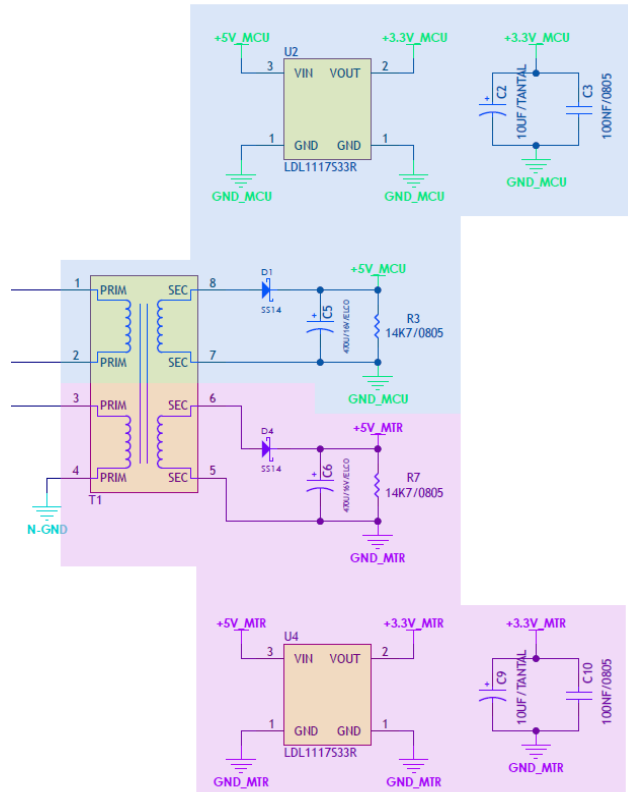 +5V_MCU
+3.3V_MCU
+3.3V_MCU
U2
3 VIN VOUT 2
1 GND GND 1
LDL1117S33R
GND_MCU
GND_MCU
C2
10UF/TANTAL
C3
100NF/0805
GND_MCU
+5V_MCU
1 PRIM SEC 8
D1
SS14
C5
470U/16V/ELCO
R3
14K7/0805
2 PRIM SEC 7
GND_MCU
3 PRIM SEC 6
+5V_MTR
D4
SS14
C6
470U/16V/ELCO
R7
14K7/0805
4 PRIM SEC 5
T1
N-GND
GND_MTR
+5V_MTR
+3.3V_MTR
+3.3V_MTR
U4
3 VIN VOUT 2
1 GND GND 1
LDL1117S33R
GND_MTR
GND_MTR
C9
10UF/TANTAL
C10
100NF/0805
GND_MTR